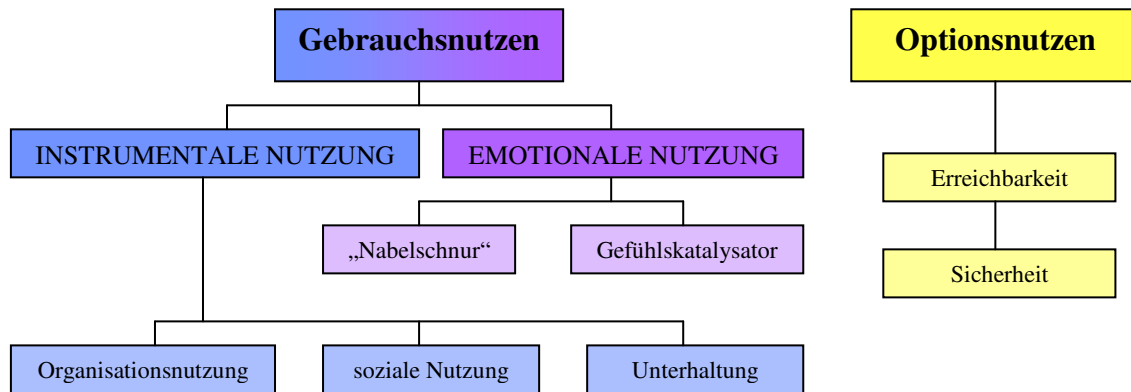 Gebrauchsnutzen
Optionsnutzen
INSTRUMENTALE NUTZUNG
EMOTIONALE NUTZUNG
Erreichbarkeit
„Nabelschnur“
Gefühlskatalysator
Sicherheit
Organisationsnutzung
soziale Nutzung
Unterhaltung